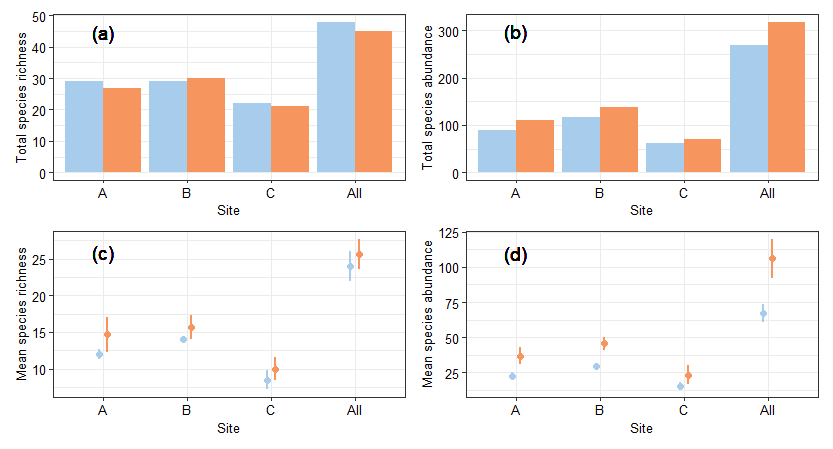 (a)
Total species richness
50
40
30
20
10
0
A B C All
Site
(b)
Total species abundance
300
200
100
0
A B C All
Site
(c)
Mean species richness
25
20
15
10
A B C All
Site
(d)
Mean species abundance
125
100
75
50
25
A B C All
Site